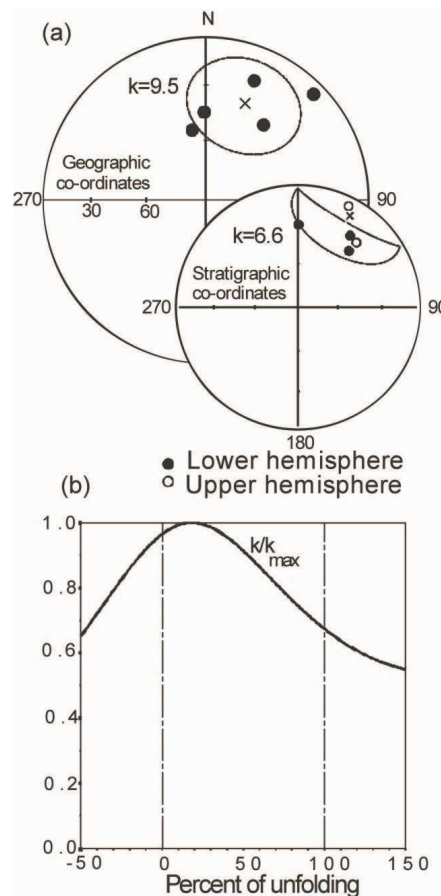 (a)
N
k=9.5
Geographic
co-ordinates
270
30 60
90
k=6.6
Stratigraphic
co-ordinates
270
90
180
Lower hemisphere
Upper hemisphere
(b)
1.0
k/kmax
0.8
0.6
0.4
0.2
0.0
-50 0 50 100 150
Percent of unfolding